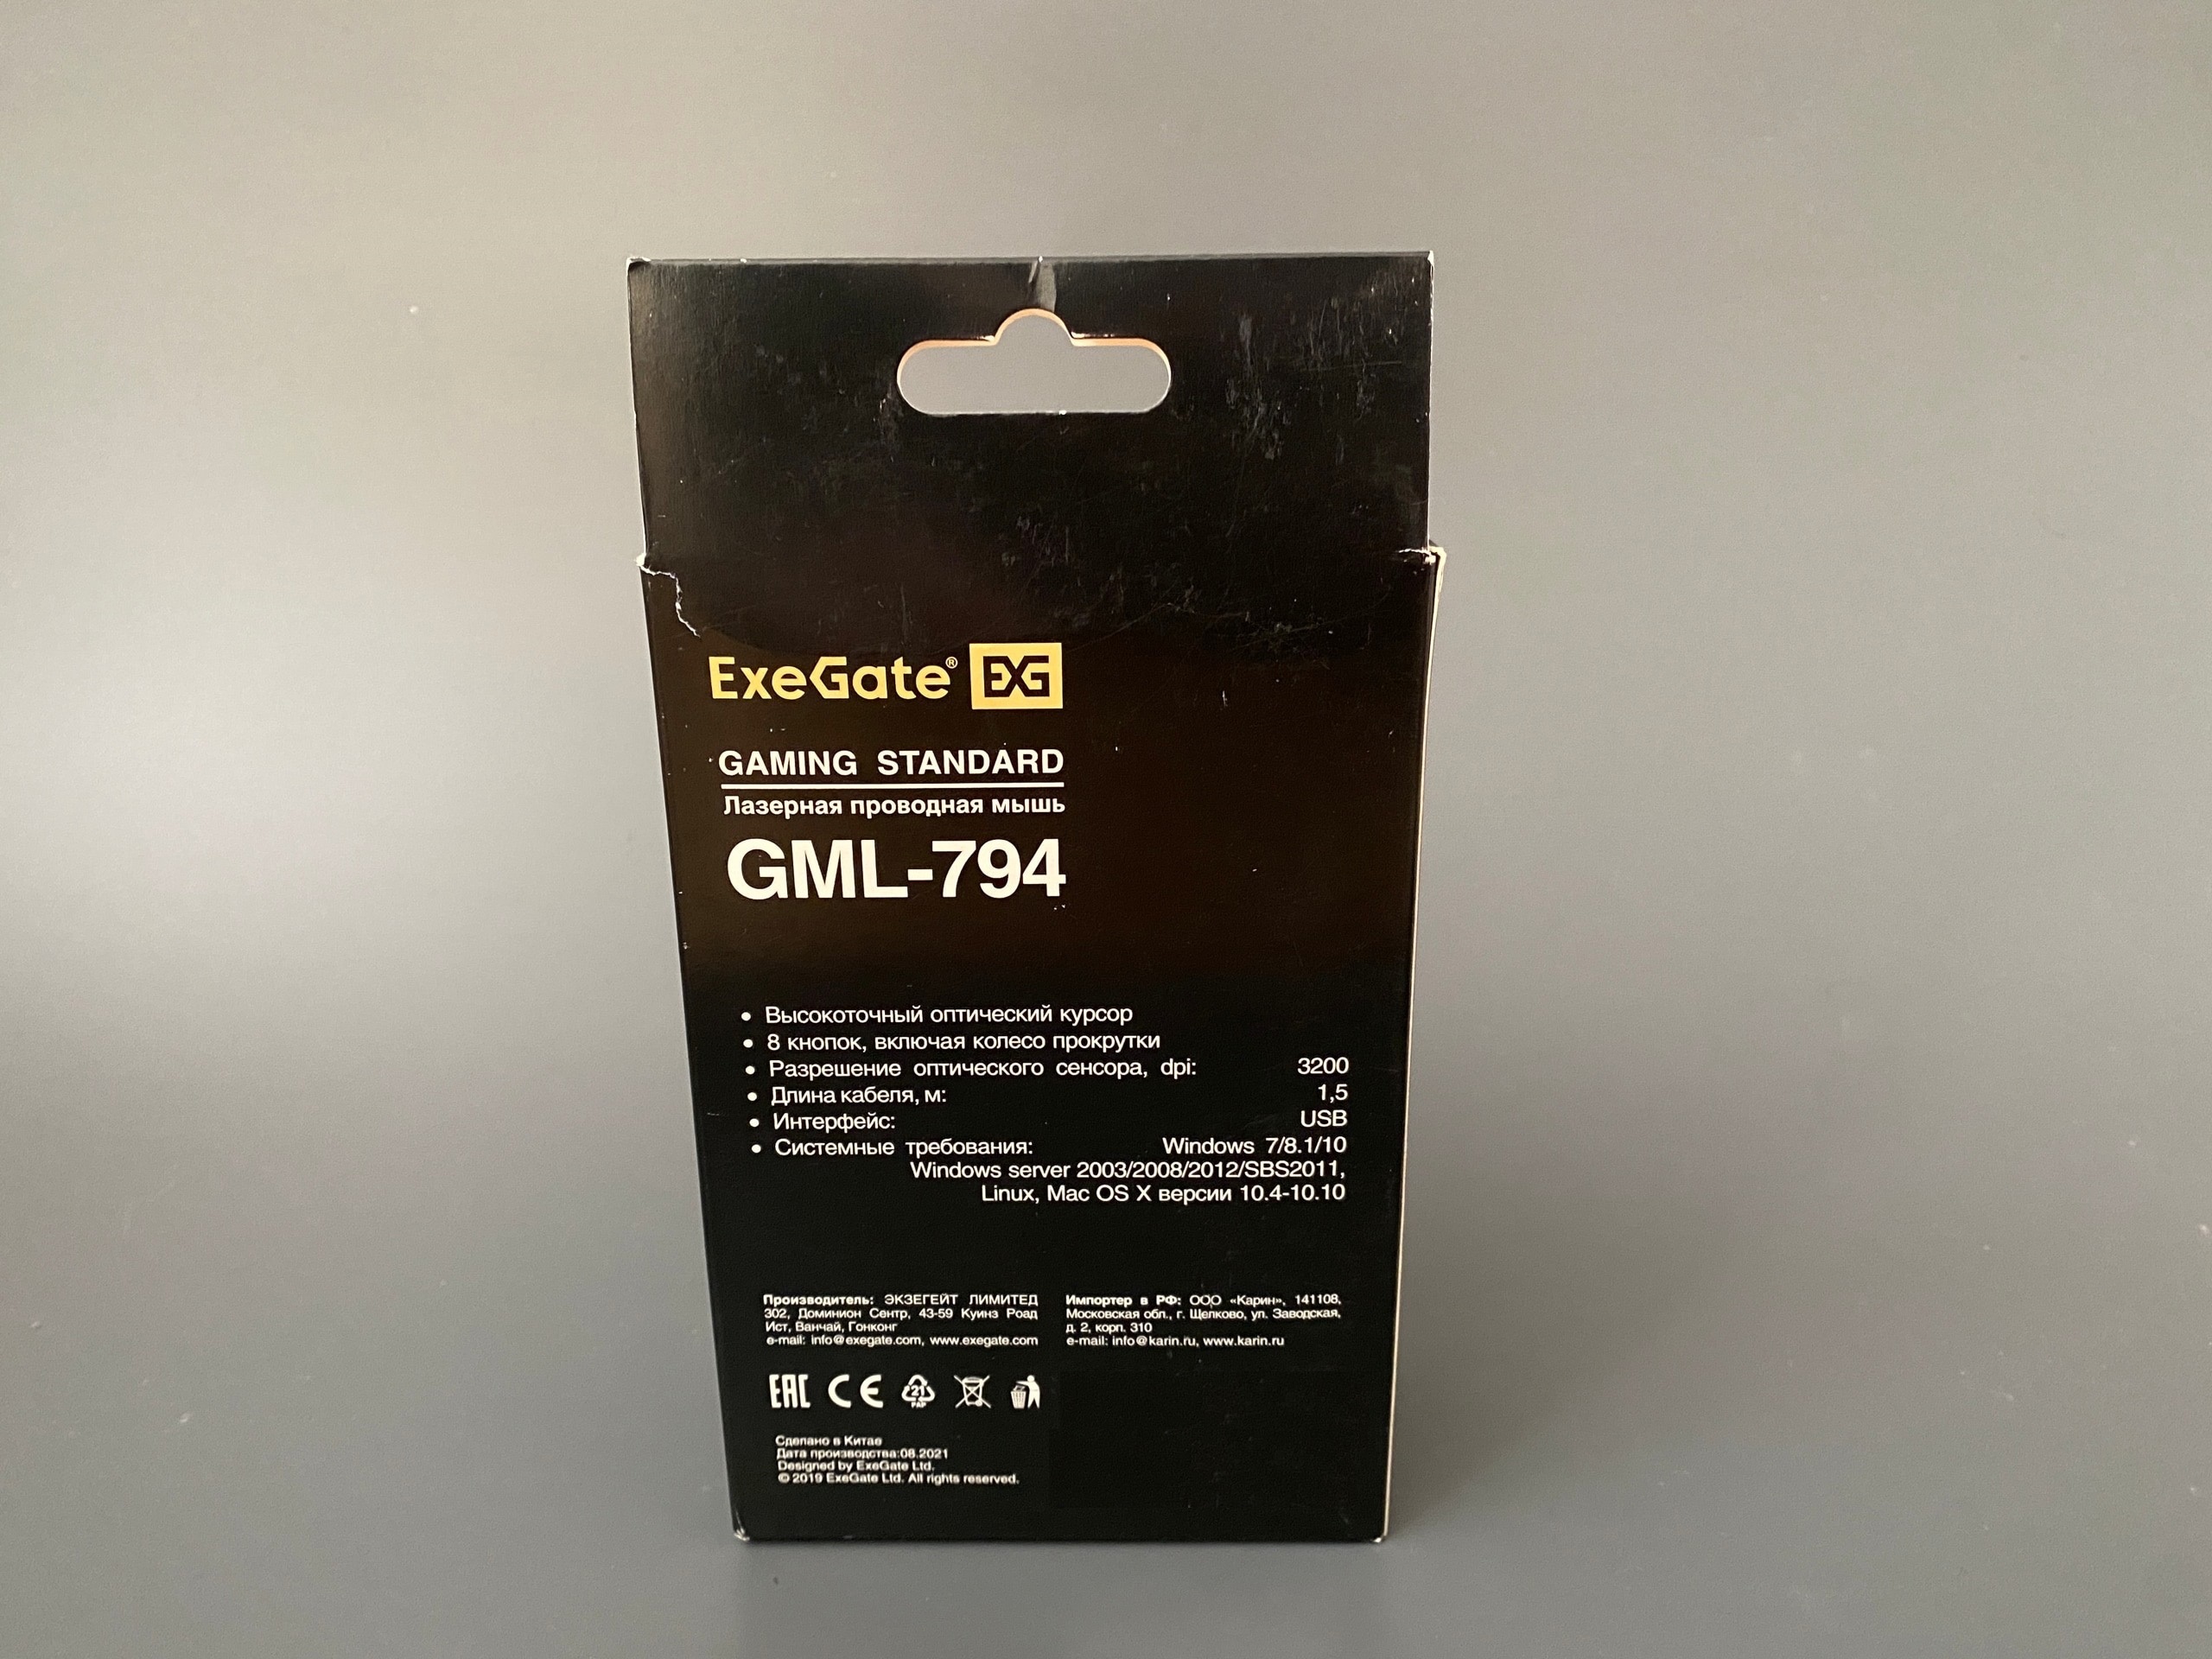 ExeGate® EXG
GAMING STANDARD
Лазерная проводная мышь
GML-794
• Высокоточный оптический курсор
• 8 кнопок, включая колесо прокрутки
• Разрешение оптического сенсора, dpi: 3200
• Длина кабеля, м: 1,5
• Интерфейс: USB
• Системные требования: Windows 7/8.1/10
Windows server 2003/2008/2012/SBS2011,
Linux, Mac OS X версии 10.4-10.10
Производитель: ЭКЗЕГЕЙТ ЛИМИТЕД
302, Доминион Сентр, 43-59 Куинз Роад
Ист, Ванчай, Гонконг
e-mail: info@exegate.com, www.exegate.com
Импортер в РФ: ООО «Карин», 141108,
Московская обл., г. Щелково, ул. Заводская,
д. 2, корп. 310
e-mail: info@karin.ru, www.karin.ru
EAC CE 21 PAP
Сделано в Китае
Дата производства:08.2021
Designed by ExeGate Ltd.
© 2019 ExeGate Ltd. All rights reserved.